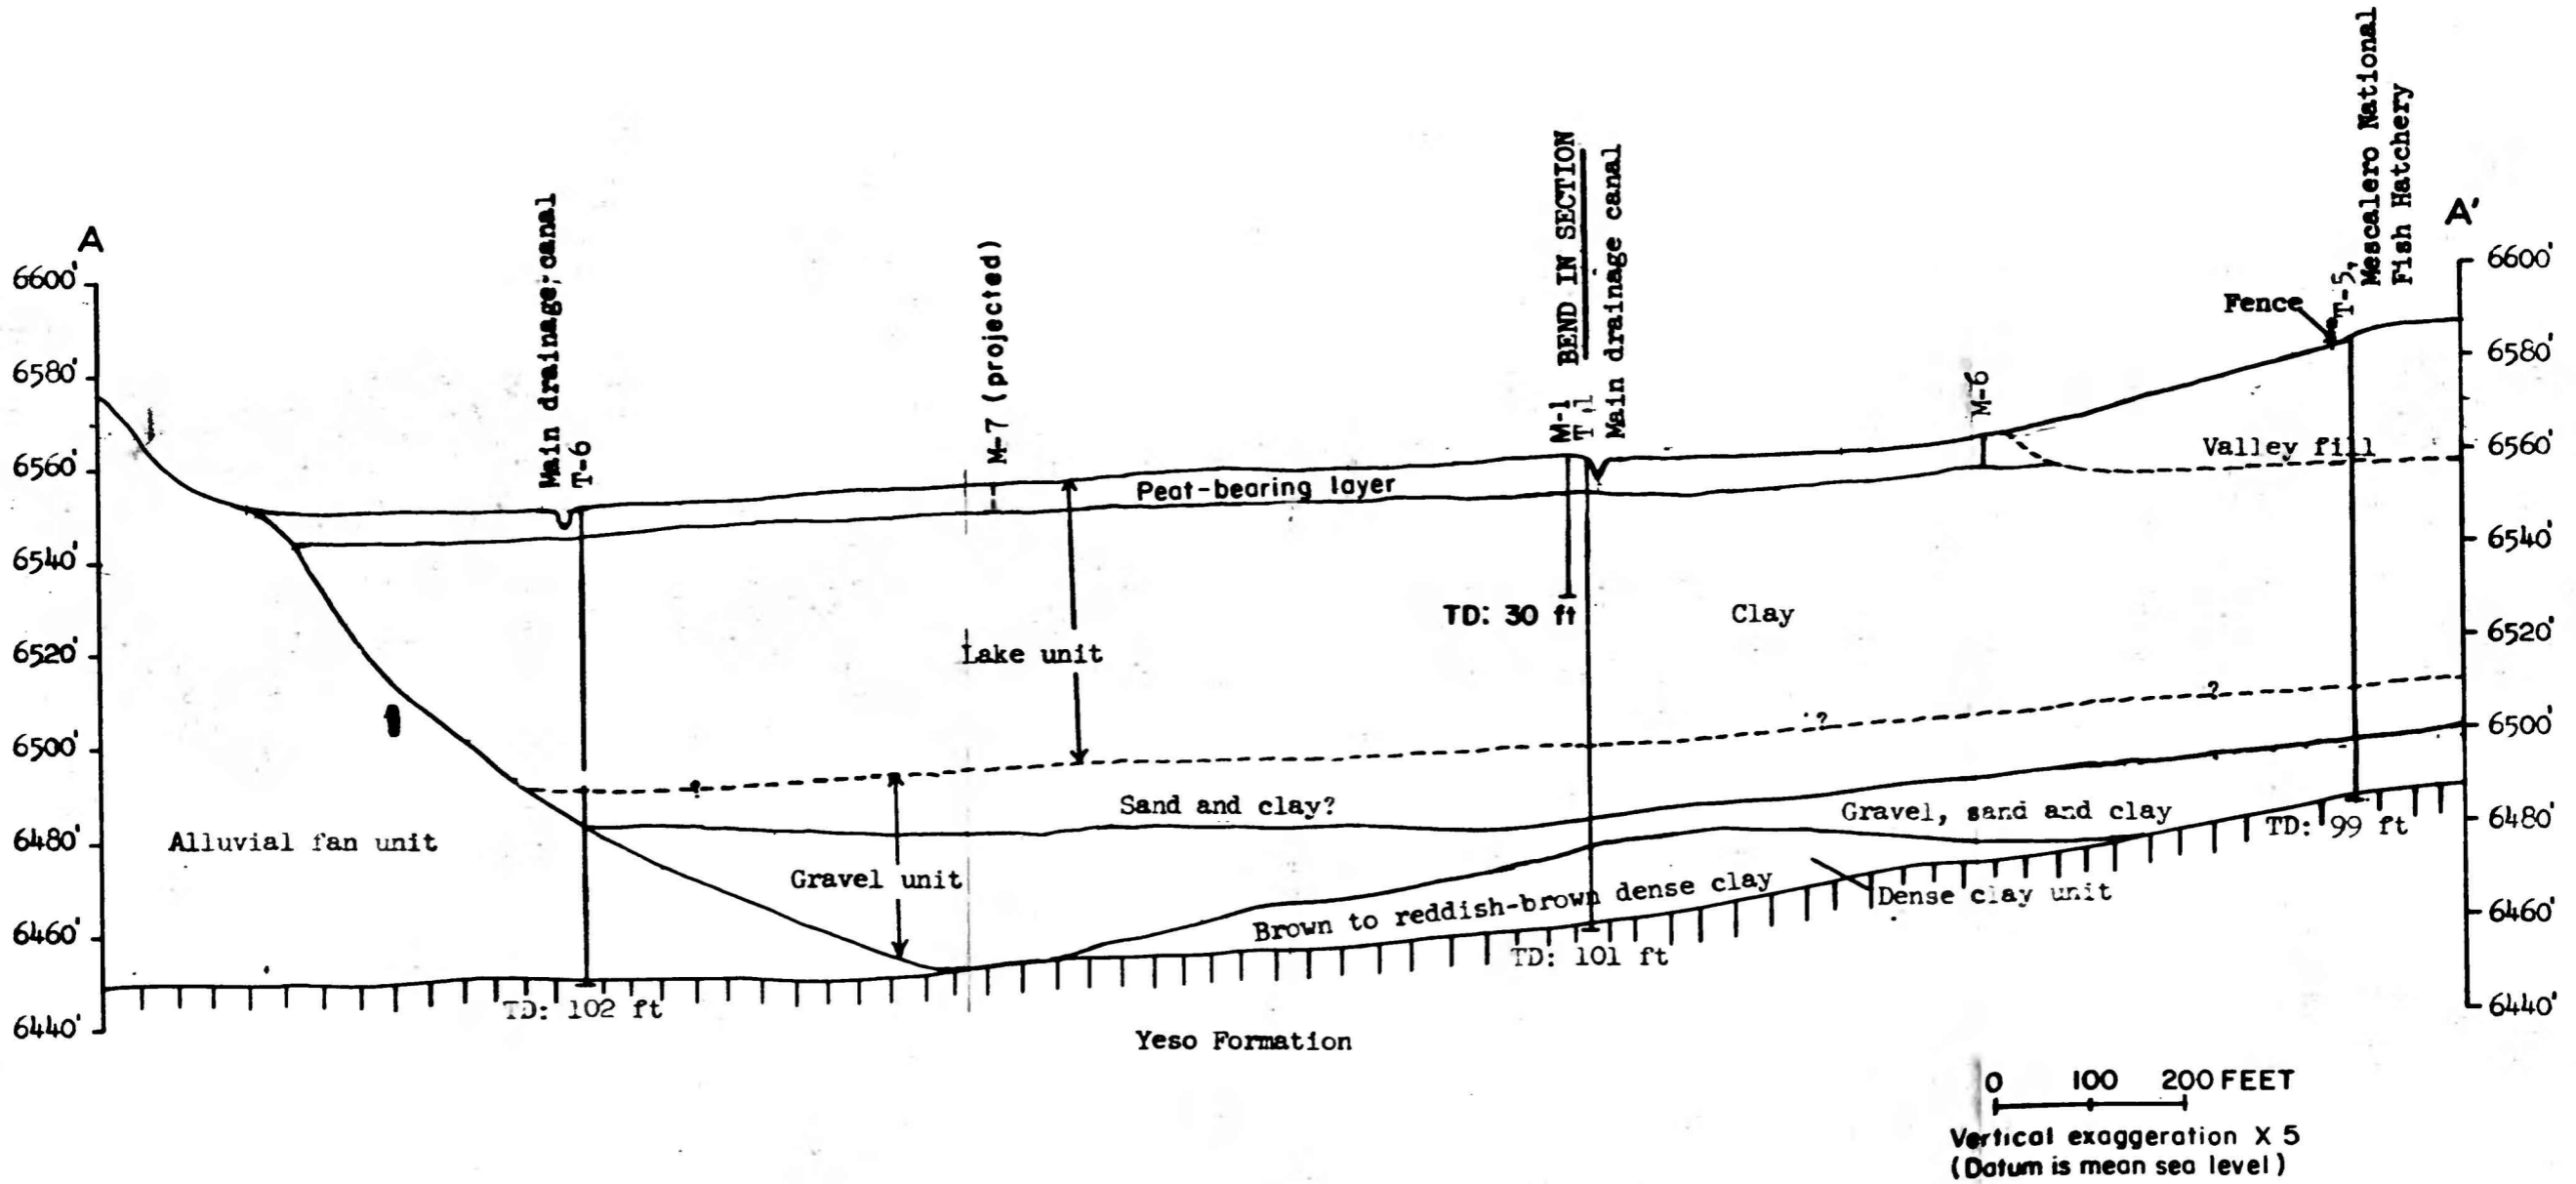 A
A'
6600'
6580'
6560'
6540'
6520'
6500'
6480'
6460'
6440'
Main drainage canal
T-6
M-7 (projected)
M-1
T-1
BEND IN SECTION
Main drainage canal
M-6
Fence
T-5,
Mescalero National
Fish Hatchery
6600'
6580'
6560'
6540'
6520'
6500'
6480'
6460'
6440'
Peat-bearing layer
Valley fill
TD: 30 ft
Clay
Lake unit
?
?
?
Sand and clay?
Gravel, sand and clay
Alluvial fan unit
Gravel unit
Brown to reddish-brown dense clay
Dense clay unit
TD: 99 ft
TD: 101 ft
TD: 102 ft
Yeso Formation
0 100 200 FEET
Vertical exaggeration X 5
(Datum is mean sea level)